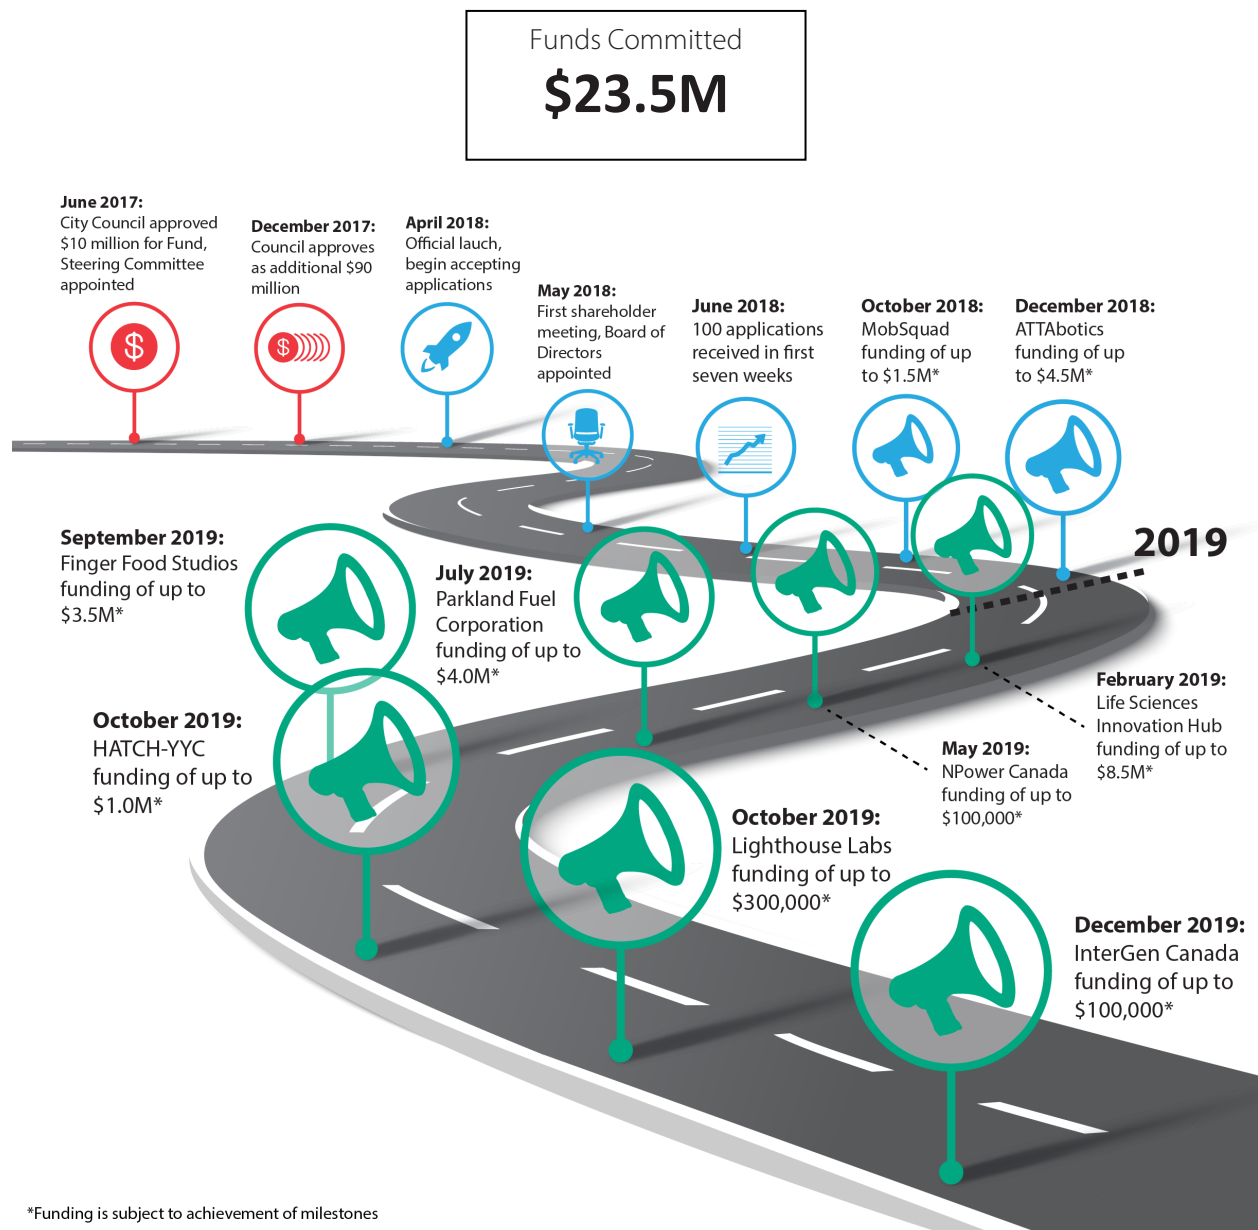 Funds Committed
$23.5M
June 2017:
City Council approved
$10 million for Fund,
Steering Committee
appointed
December 2017:
Council approves
as additional $90
million
April 2018:
Official lauch,
begin accepting
applications
May 2018:
First shareholder
meeting, Board of
Directors
appointed
June 2018:
100 applications
received in first
seven weeks
October 2018:
MobSquad
funding of up
to $1.5M*
December 2018:
ATTAbotics
funding of up
to $4.5M*
$
$
2019
February 2019:
Life Sciences
Innovation Hub
funding of up to
$8.5M*
May 2019:
NPower Canada
funding of up to
$100,000*
July 2019:
Parkland Fuel
Corporation
funding of up to
$4.0M*
September 2019:
Finger Food Studios
funding of up to
$3.5M*
October 2019:
HATCH-YYC
funding of up to
$1.0M*
October 2019:
Lighthouse Labs
funding of up to
$300,000*
December 2019:
InterGen Canada
funding of up to
$100,000*
*Funding is subject to achievement of milestones